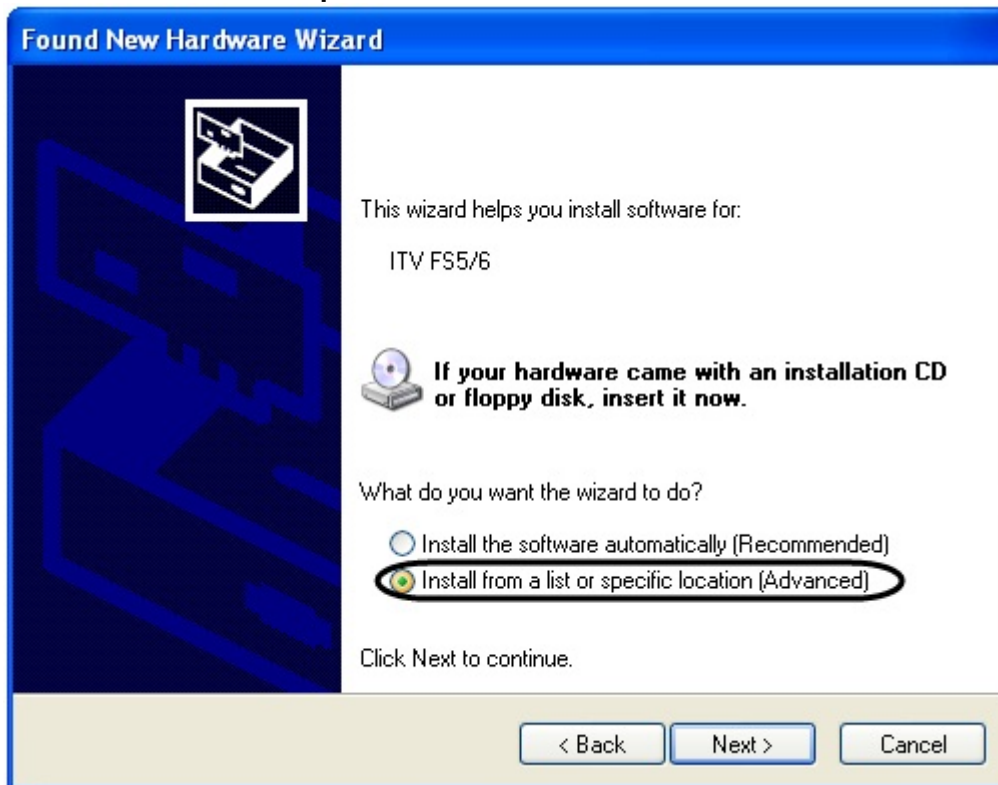 Found New Hardware Wizard
This wizard helps you install software for:
ITV FS5/6
If your hardware came with an installation CD
or floppy disk, insert it now.
What do you want the wizard to do?
Install the software automatically (Recommended)
Install from a list or specific location (Advanced)
Click Next to continue.
< Back
Next >
Cancel